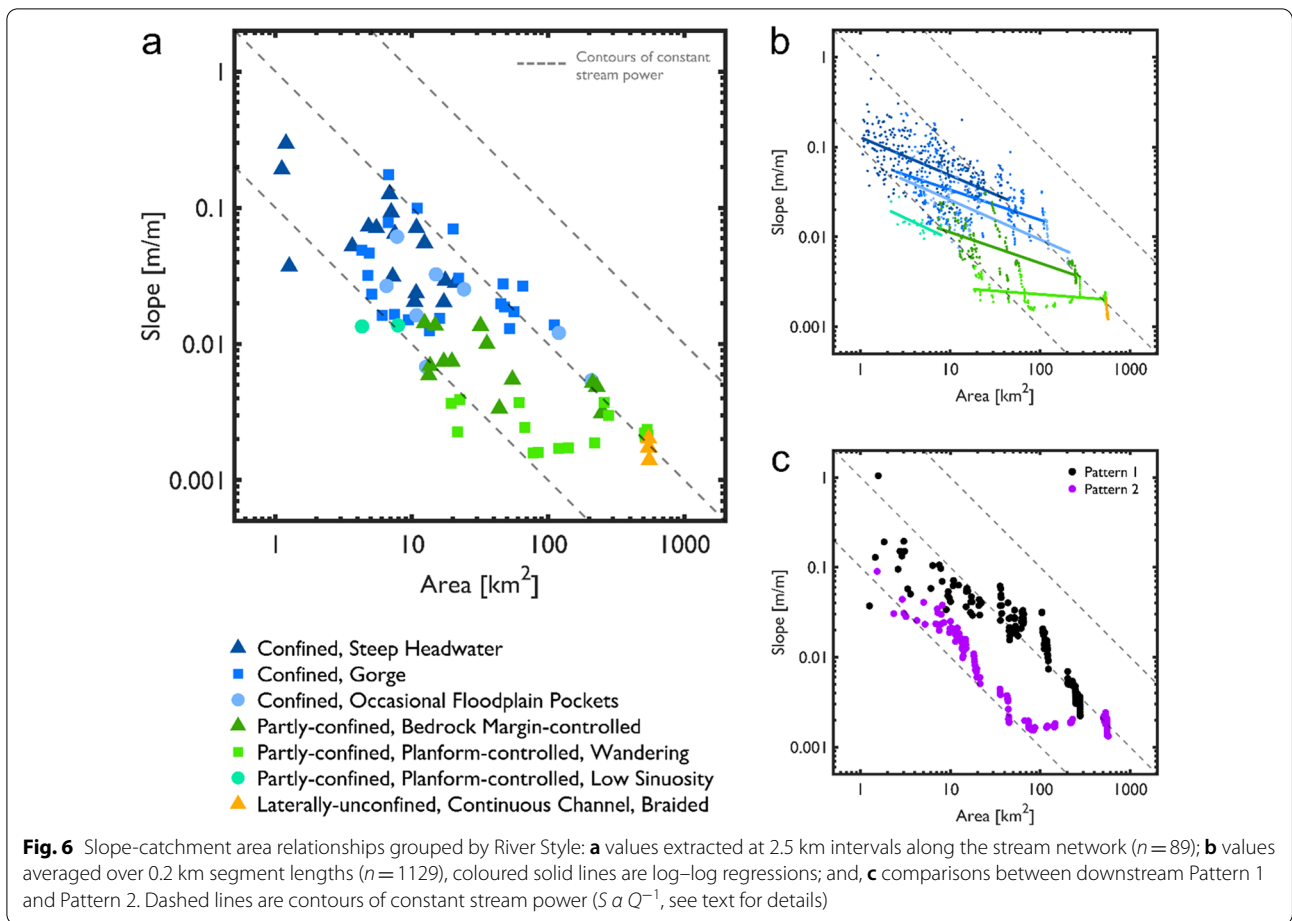 a
Contours of constant
stream power
Slope [m/m]
1
0.1
0.01
0.001
1
10
100
1000
Area [km²]
Confined, Steep Headwater
Confined, Gorge
Confined, Occasional Floodplain Pockets
Partly-confined, Bedrock Margin-controlled
Partly-confined, Planform-controlled, Wandering
Partly-confined, Planform-controlled, Low Sinuosity
Laterally-unconfined, Continuous Channel, Braided
b
Slope [m/m]
1
0.1
0.01
0.001
1
10
100
1000
Area [km²]
c
Pattern 1
Pattern 2
Slope [m/m]
1
0.1
0.01
0.001
1
10
100
1000
Area [km²]
Fig. 6 Slope-catchment area relationships grouped by River Style: a values extracted at 2.5 km intervals along the stream network (n = 89); b values
averaged over 0.2 km segment lengths (n = 1129), coloured solid lines are log–log regressions; and, c comparisons between downstream Pattern 1
and Pattern 2. Dashed lines are contours of constant stream power (S α Q⁻¹, see text for details)